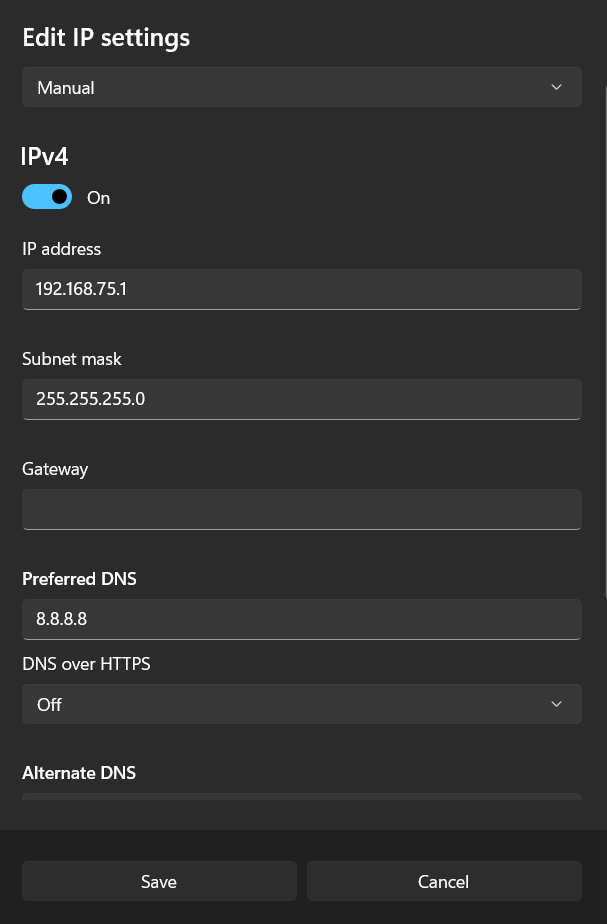 Edit IP settings
Manual
IPv4
On
IP address
192.168.75.1
Subnet mask
255.255.255.0
Gateway
Preferred DNS
8.8.8.8
DNS over HTTPS
Off
Alternate DNS
Save Cancel